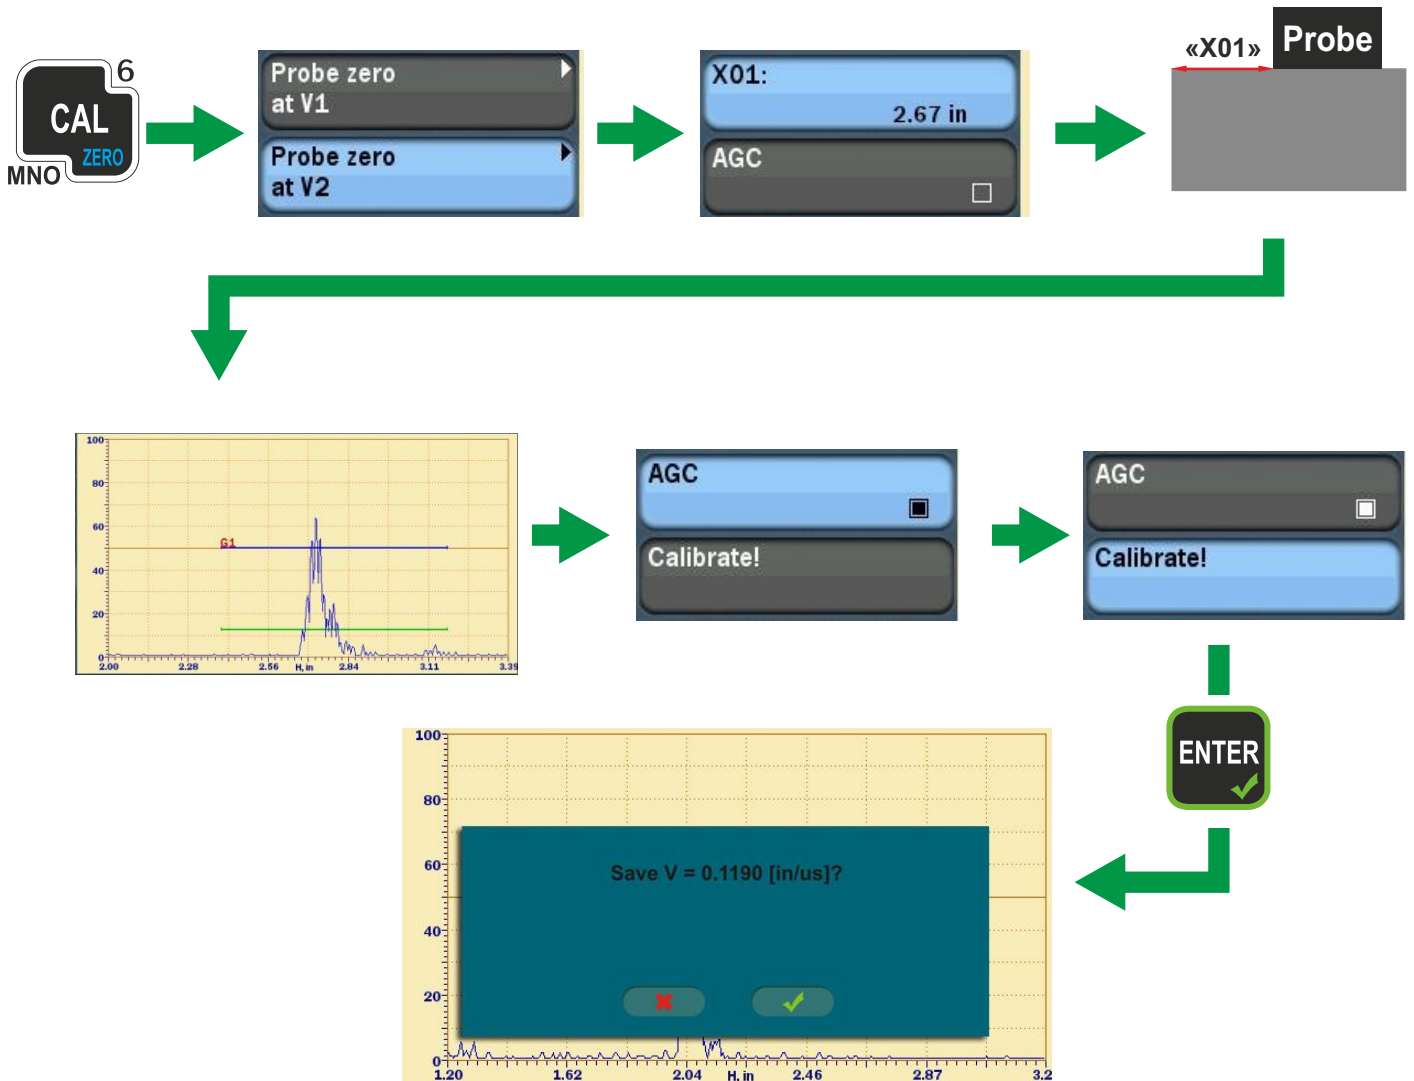 6
CAL
ZERO
MNO
Probe zero
at V1
Probe zero
at V2
X01:
2.67 in
AGC
«X01»
Probe
100
80
60
40
20
0
G1
2.00 2.28 2.56 H, in 2.84 3.11 3.39
AGC
Calibrate!
AGC
Calibrate!
ENTER
100
80
60
40
20
0
Save V = 0.1190 [in/us]?
1.20 1.62 2.04 H, in 2.46 2.87 3.2